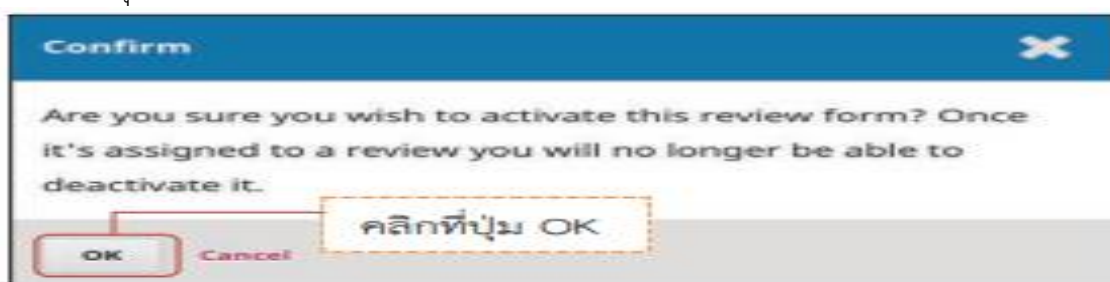 Confirm
Are you sure you wish to activate this review form? Once
it's assigned to a review you will no longer be able to
deactivate it.
คลิกที่ปุ่ม OK
OK Cancel